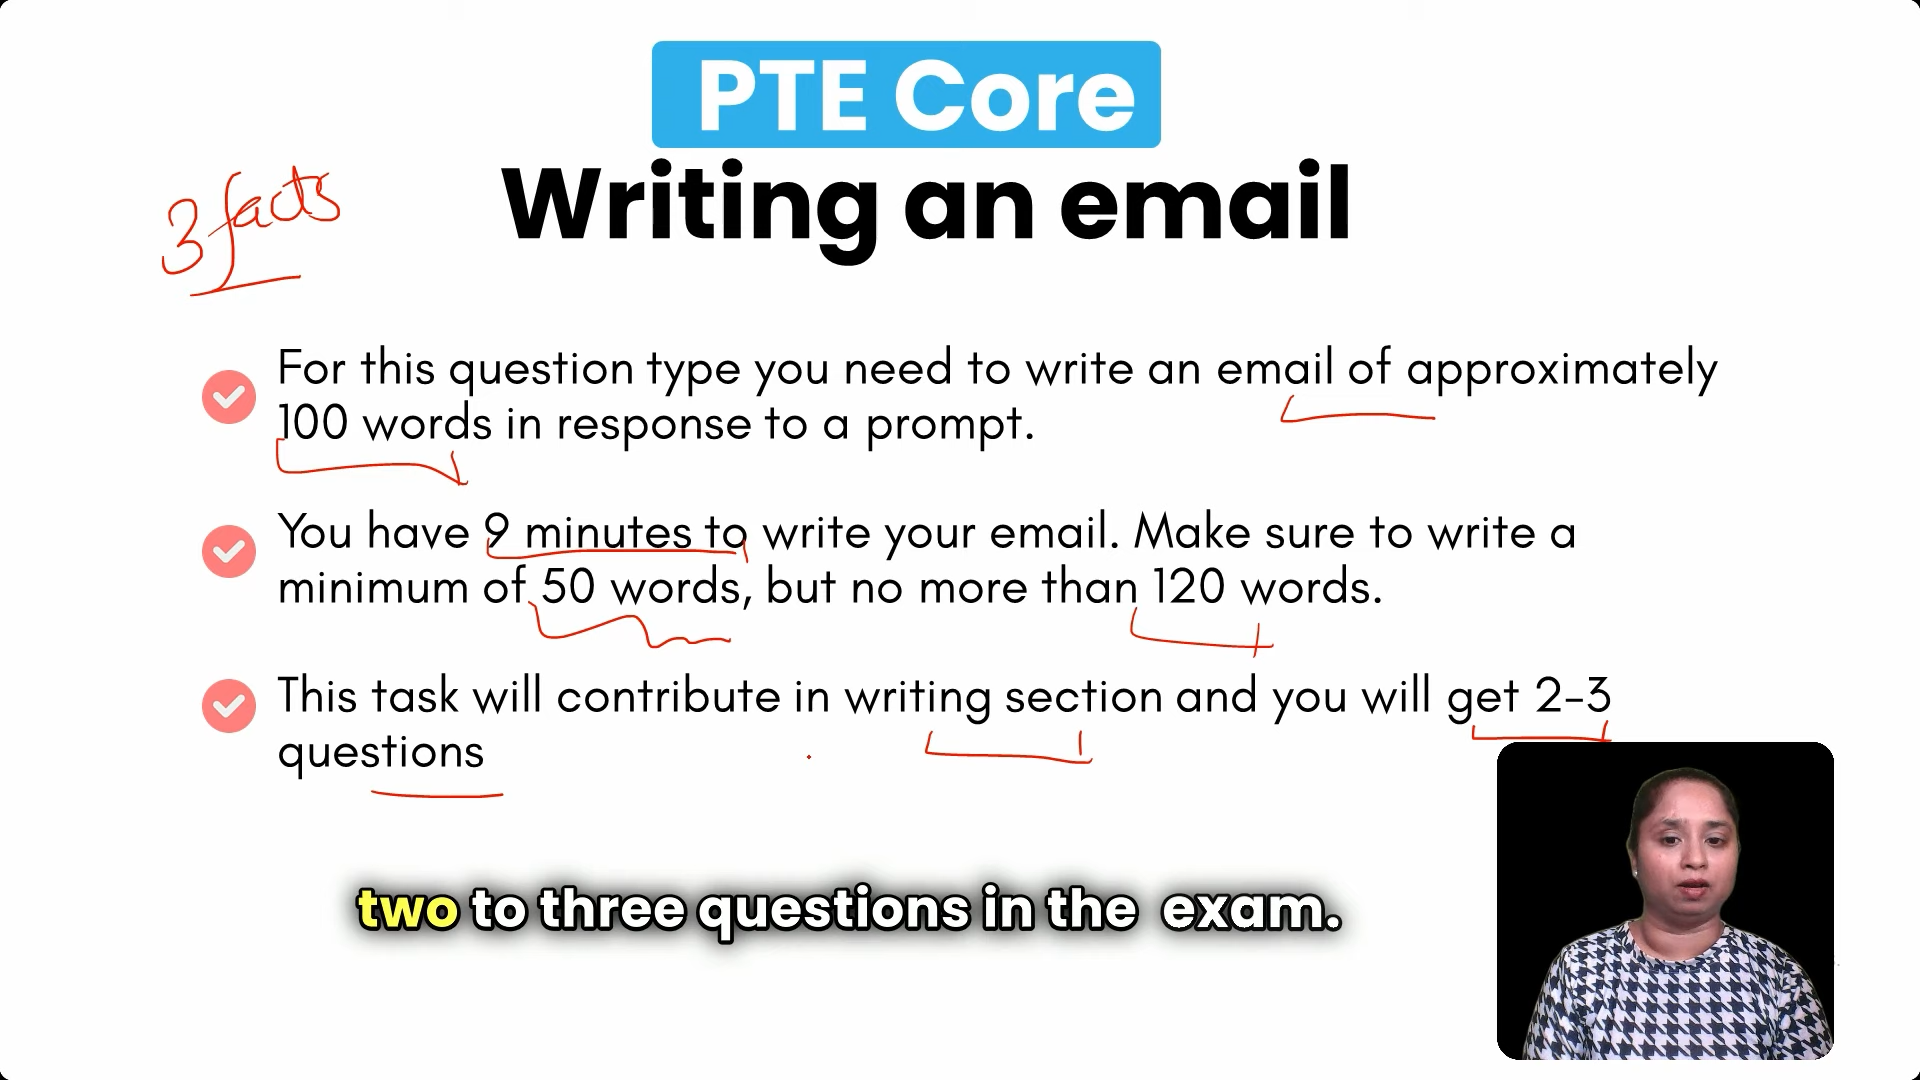 PTE Core
Writing an email
3 facts
For this question type you need to write an email of approximately
100 words in response to a prompt.
You have 9 minutes to write your email. Make sure to write a
minimum of 50 words, but no more than 120 words.
This task will contribute in writing section and you will get 2-3
questions
two to three questions in the exam.